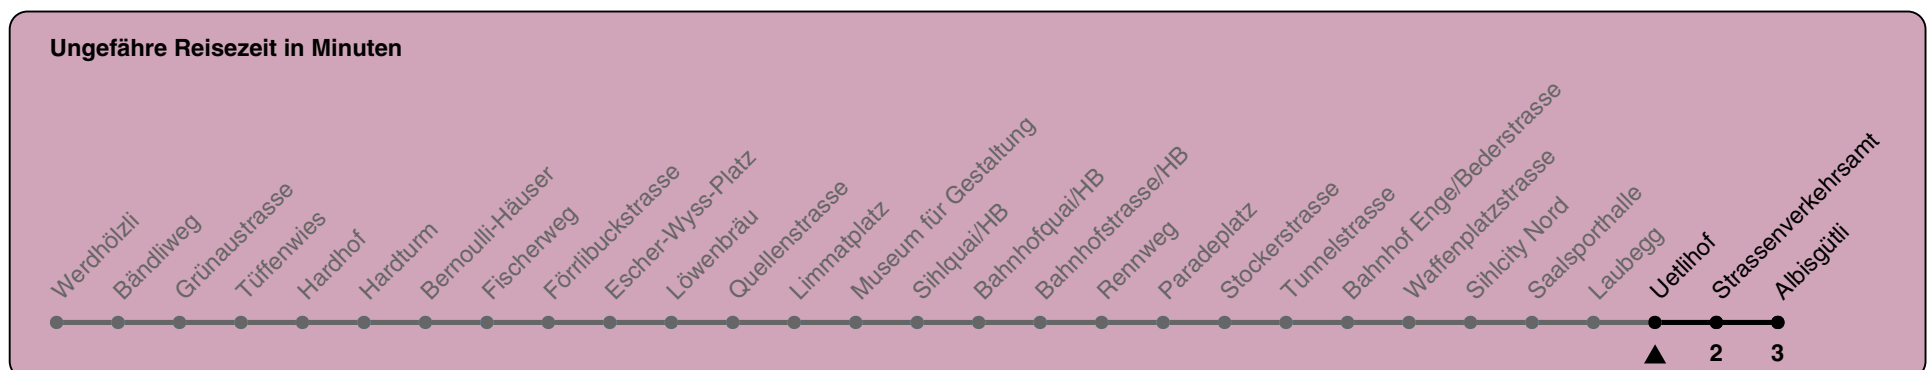 Ungefähre Reisezeit in Minuten
Werdhölzli
Bändliweg
Grünaustrasse
Tüffenwies
Hardhof
Hardturm
Bernoulli-Häuser
Fischerweg
Förrlibuckstrasse
Escher-Wyss-Platz
Löwenbräu
Quellenstrasse
Limmatplatz
Museum für Gestaltung
Sihlquai/HB
Bahnhofquai/HB
Bahnhofstrasse/HB
Rennweg
Paradeplatz
Stockerstrasse
Tunnelstrasse
Bahnhof Enge/Bederstrasse
Waffenplatzstrasse
Sihlcity Nord
Saalsporthalle
Laubegg
Uetlihof
Strassenverkehrsamt
Albisgütli
2 3